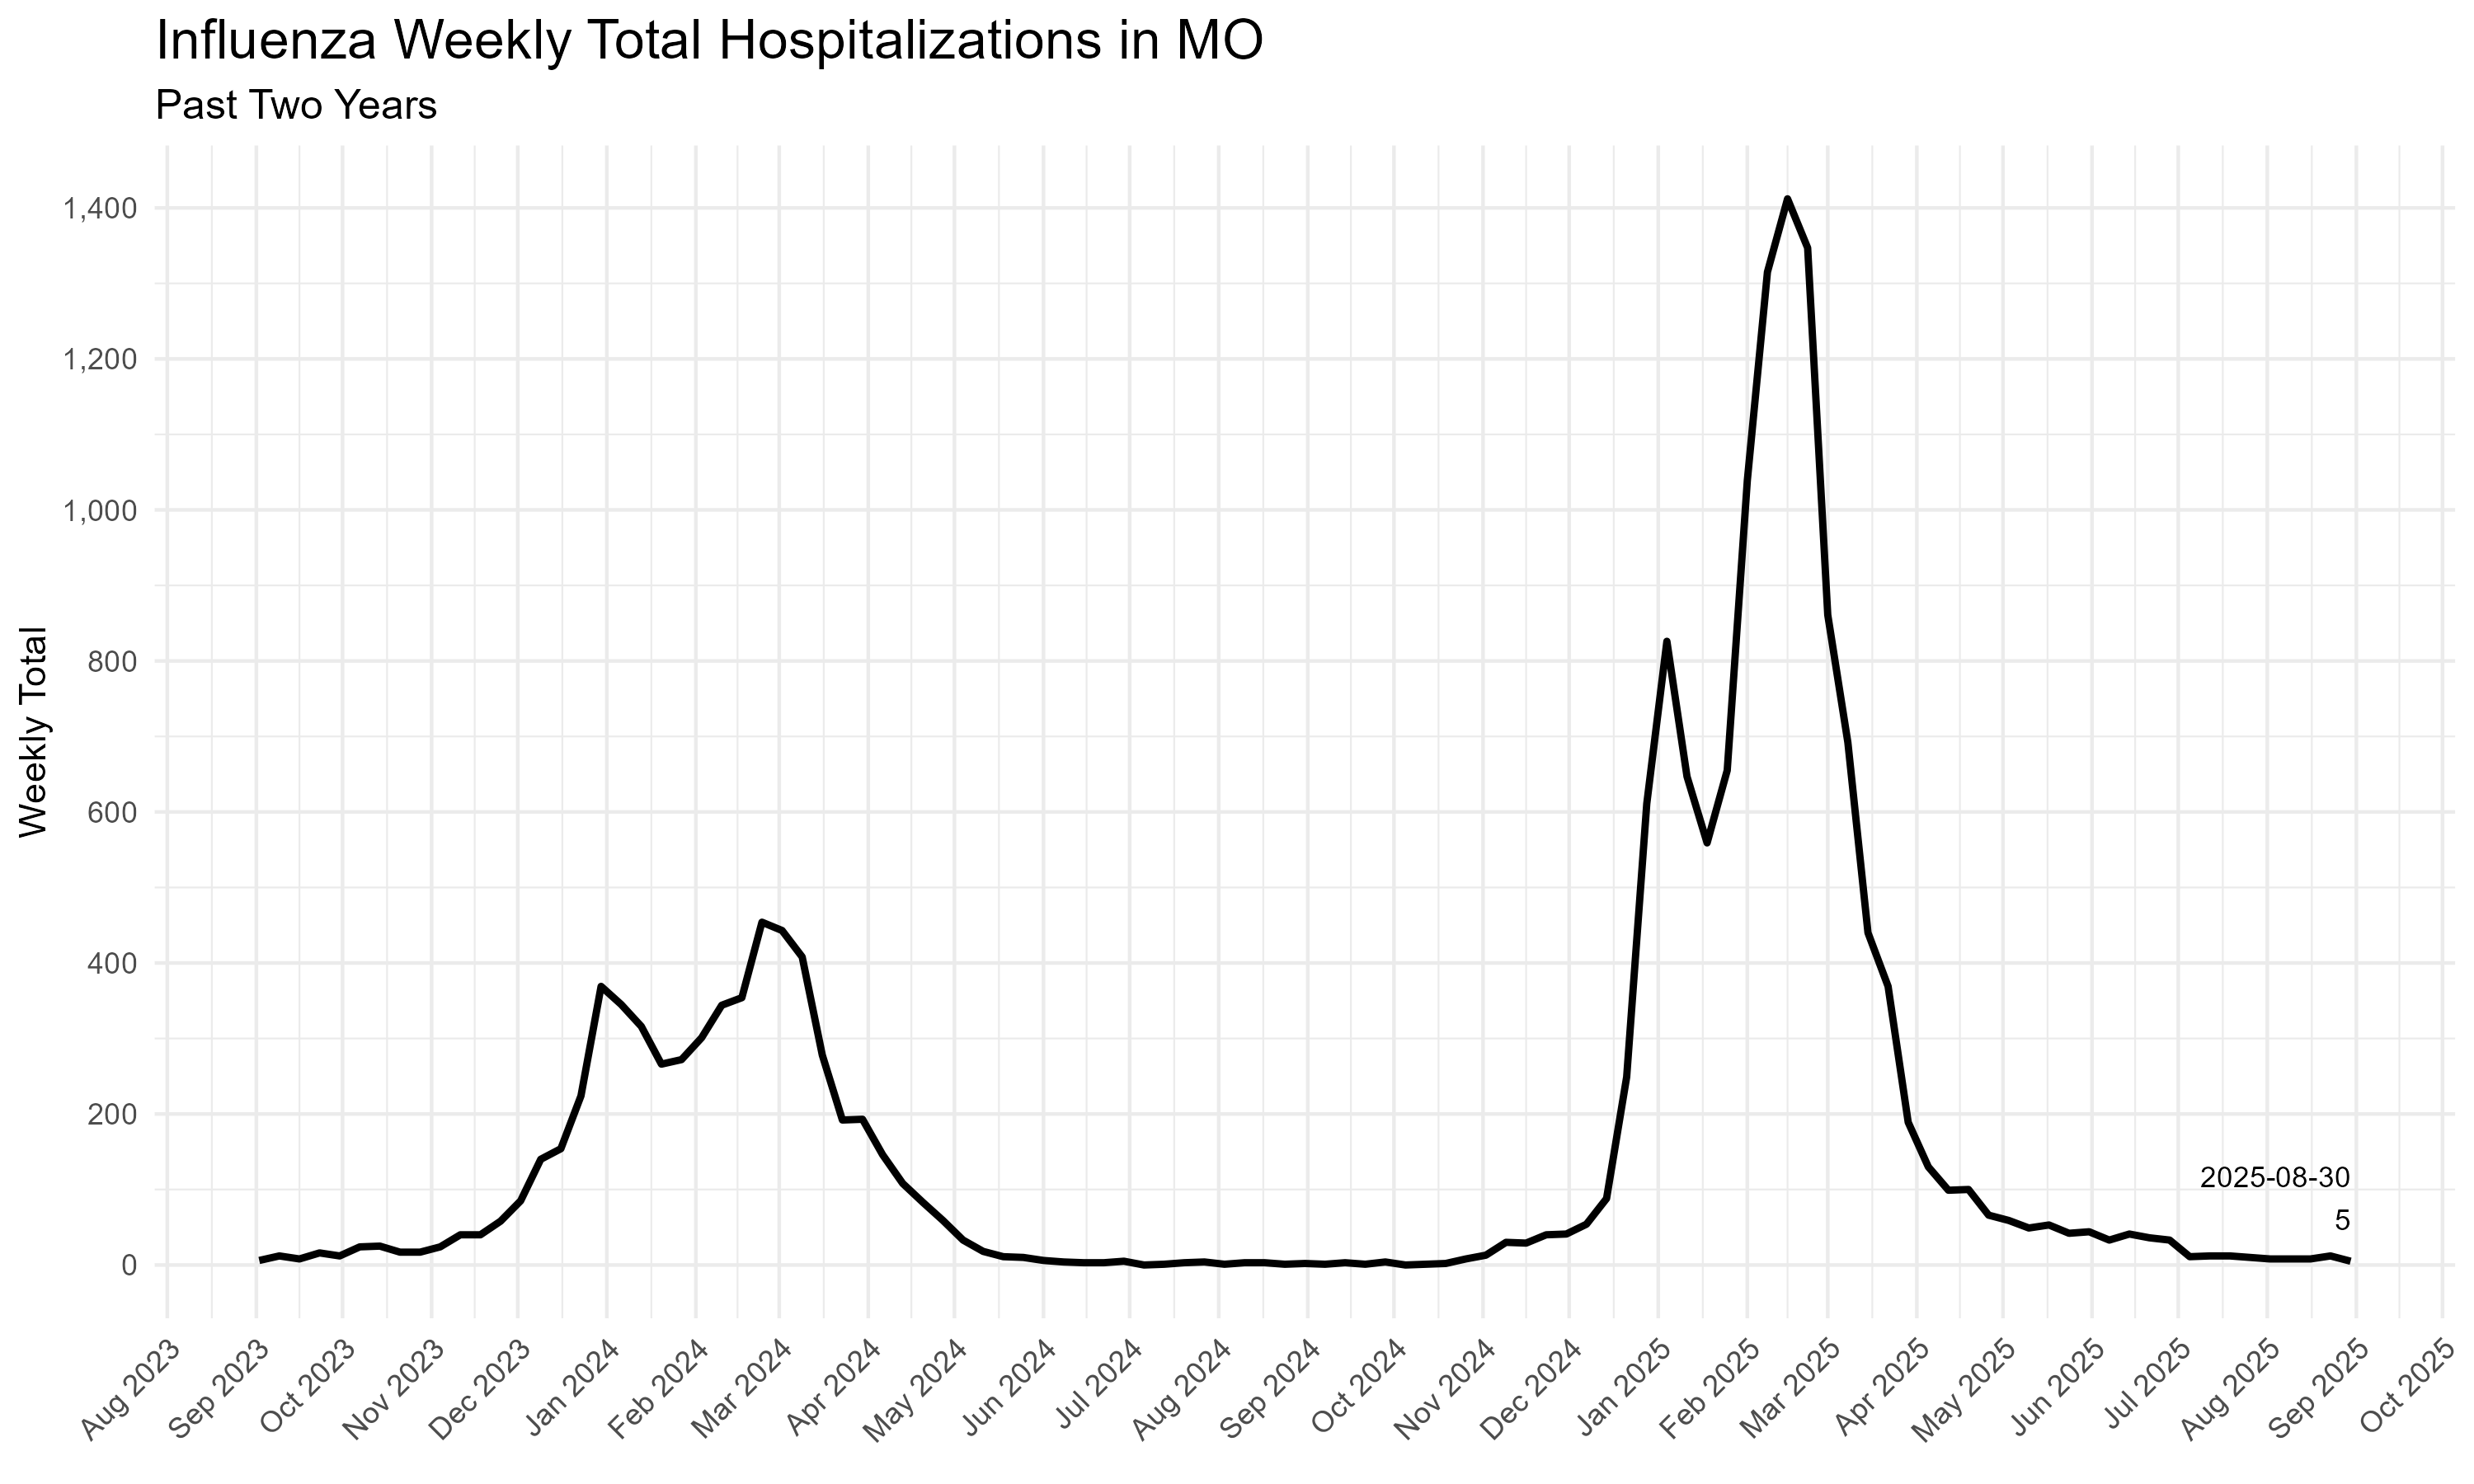 Influenza Weekly Total Hospitalizations in MO
Past Two Years
Weekly Total
1,400
1,200
1,000
800
600
400
200
0
2025-08-30
5
Aug 2023
Sep 2023
Oct 2023
Nov 2023
Dec 2023
Jan 2024
Feb 2024
Mar 2024
Apr 2024
May 2024
Jun 2024
Jul 2024
Aug 2024
Sep 2024
Oct 2024
Nov 2024
Dec 2024
Jan 2025
Feb 2025
Mar 2025
Apr 2025
May 2025
Jun 2025
Jul 2025
Aug 2025
Sep 2025
Oct 2025